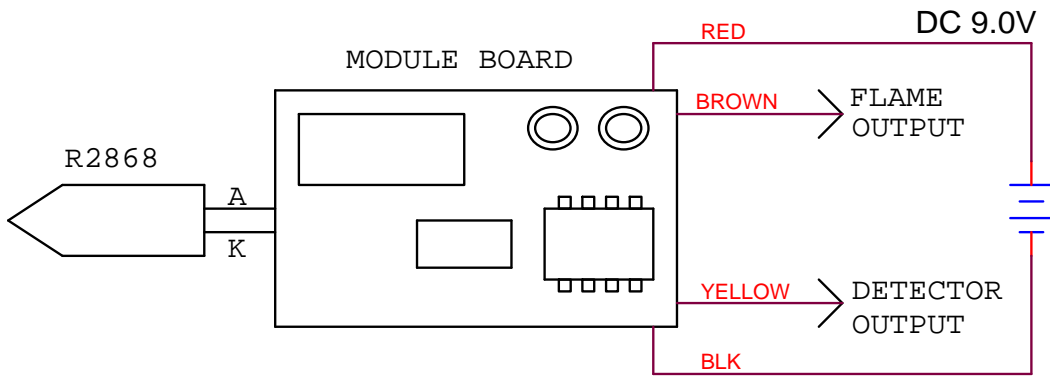 DC 9.0V
RED
MODULE BOARD
BROWN
FLAME
OUTPUT
R2868
A
K
YELLOW
DETECTOR
OUTPUT
BLK